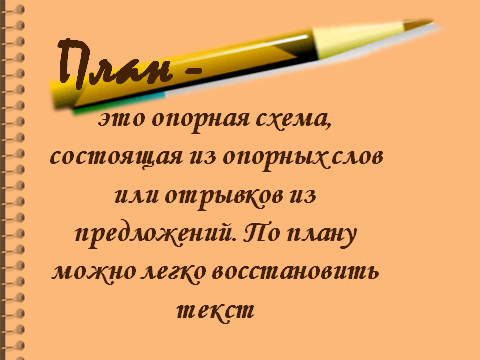 План -
это опорная схема,
состоящая из опорных слов
или отрывков из
предложений. По плану
можно легко восстановить
текст